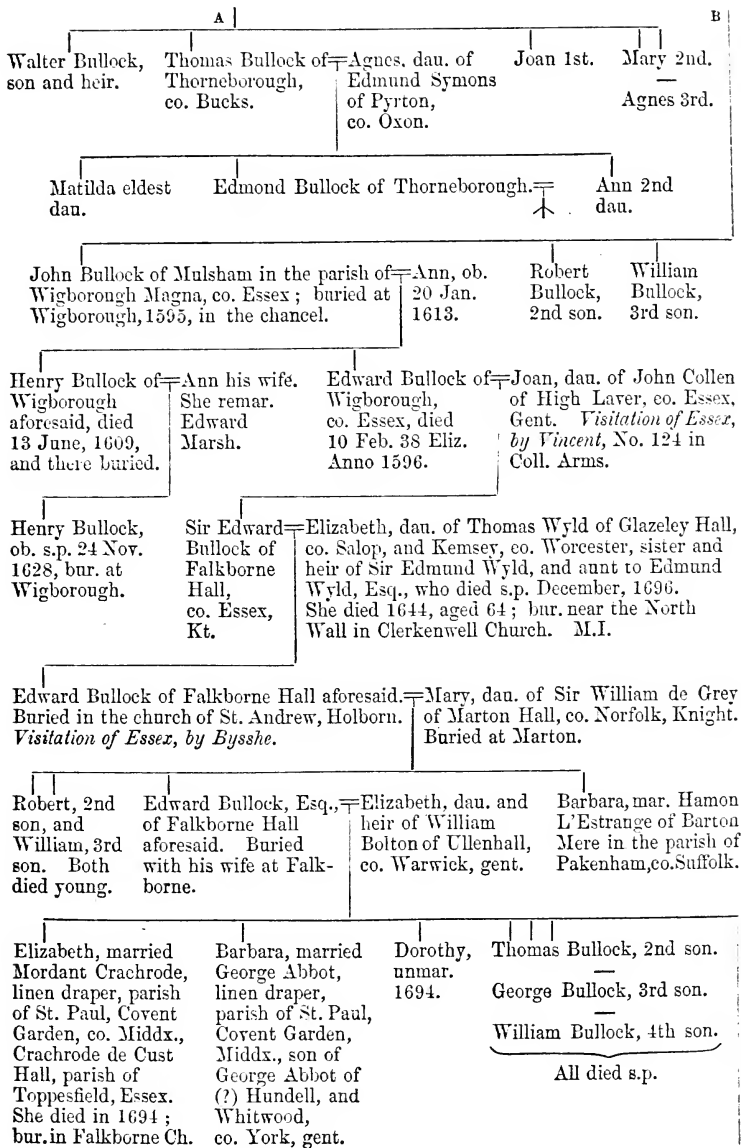 A B
Walter Bullock,
son and heir.
Thomas Bullock of
Thorneborough,
co. Bucks.
Agnes, dau. of
Edmund Symons
of Pyrton,
co. Oxon.
Joan 1st.
Mary 2nd.
—
Agnes 3rd.
Matilda eldest
dau.
Edmond Bullock of Thorneborough.
Ann 2nd
dau.
John Bullock of Mulsham in the parish of
Wigborough Magna, co. Essex ; buried at
Wigborough, 1595, in the chancel.
Ann, ob.
20 Jan.
1613.
Robert
Bullock,
2nd son.
William
Bullock,
3rd son.
Henry Bullock of
Wigborough
aforesaid, died
13 June, 1609,
and there buried.
Ann his wife.
She remar.
Edward
Marsh.
Edward Bullock of
Wigborough,
co. Essex, died
10 Feb. 38 Eliz.
Anno 1596.
Joan, dau. of John Collen
of High Laver, co. Essex,
Gent. Visitation of Essex,
by Vincent, No. 124 in
Coll. Arms.
Henry Bullock,
ob. s.p. 24 Nov.
1628, bur. at
Wigborough.
Sir Edward
Bullock of
Falkborne
Hall,
co. Essex,
Kt.
Elizabeth, dau. of Thomas Wyld of Glazeley Hall,
co. Salop, and Kemsey, co. Worcester, sister and
heir of Sir Edmund Wyld, and aunt to Edmund
Wyld, Esq., who died s.p. December, 1696.
She died 1644, aged 64 ; bur. near the North
Wall in Clerkenwell Church. M.I.
Edward Bullock of Falkborne Hall aforesaid.
Buried in the church of St. Andrew, Holborn.
Visitation of Essex, by Bysshe.
Mary, dau. of Sir William de Grey
of Marton Hall, co. Norfolk, Knight.
Buried at Marton.
Robert, 2nd
son, and
William, 3rd
son. Both
died young.
Edward Bullock, Esq.,
of Falkborne Hall
aforesaid. Buried
with his wife at Falk-
borne.
Elizabeth, dau. and
heir of William
Bolton of Ullenhall,
co. Warwick, gent.
Barbara, mar. Hamon
L'Estrange of Barton
Mere in the parish of
Pakenham, co. Suffolk.
Elizabeth, married
Mordant Crachrode,
linen draper, parish
of St. Paul, Covent
Garden, co. Middx.,
Crachrode de Cust
Hall, parish of
Toppesfield, Essex.
She died in 1694 ;
bur. in Falkborne Ch.
Barbara, married
George Abbot,
linen draper,
parish of St. Paul,
Covent Garden,
Middx., son of
George Abbot of
(?) Hundell, and
Whitwood,
co. York, gent.
Dorothy,
unmar.
1694.
Thomas Bullock, 2nd son.
—
George Bullock, 3rd son.
—
William Bullock, 4th son.
All died s.p.